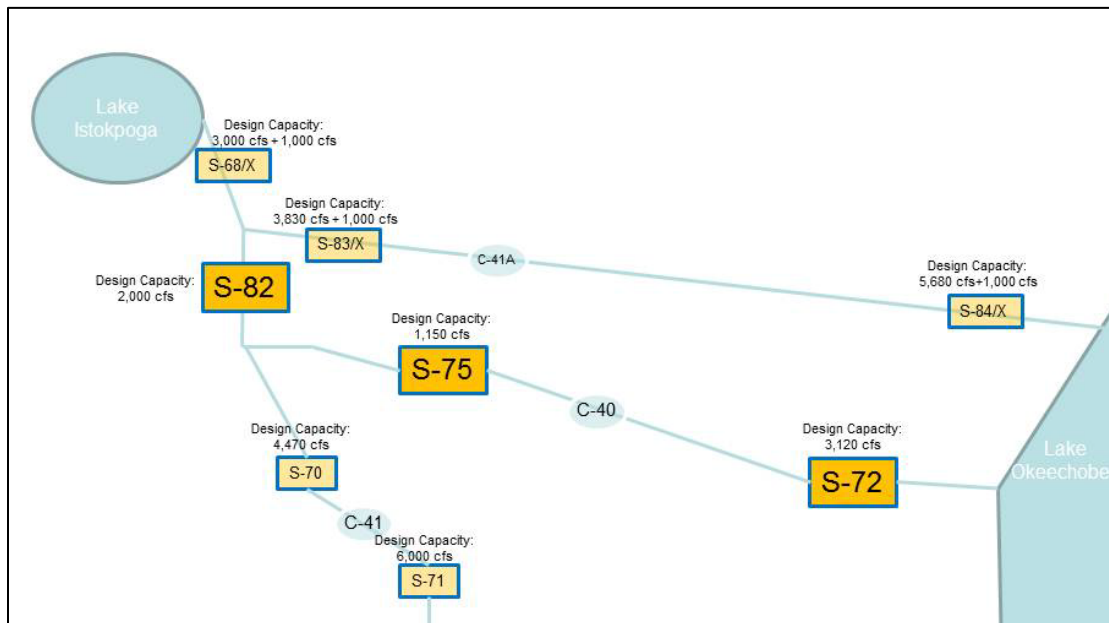 Lake
Istokpoga
Design Capacity:
3,000 cfs + 1,000 cfs
S-68/X
Design Capacity:
3,830 cfs + 1,000 cfs
S-83/X
C-41A
Design Capacity:
5,680 cfs+1,000 cfs
S-84/X
Design Capacity:
2,000 cfs
S-82
Design Capacity:
1,150 cfs
S-75
C-40
Design Capacity:
3,120 cfs
S-72
Lake
Okeechobe
Design Capacity:
4,470 cfs
S-70
C-41
Design Capacity:
6,000 cfs
S-71